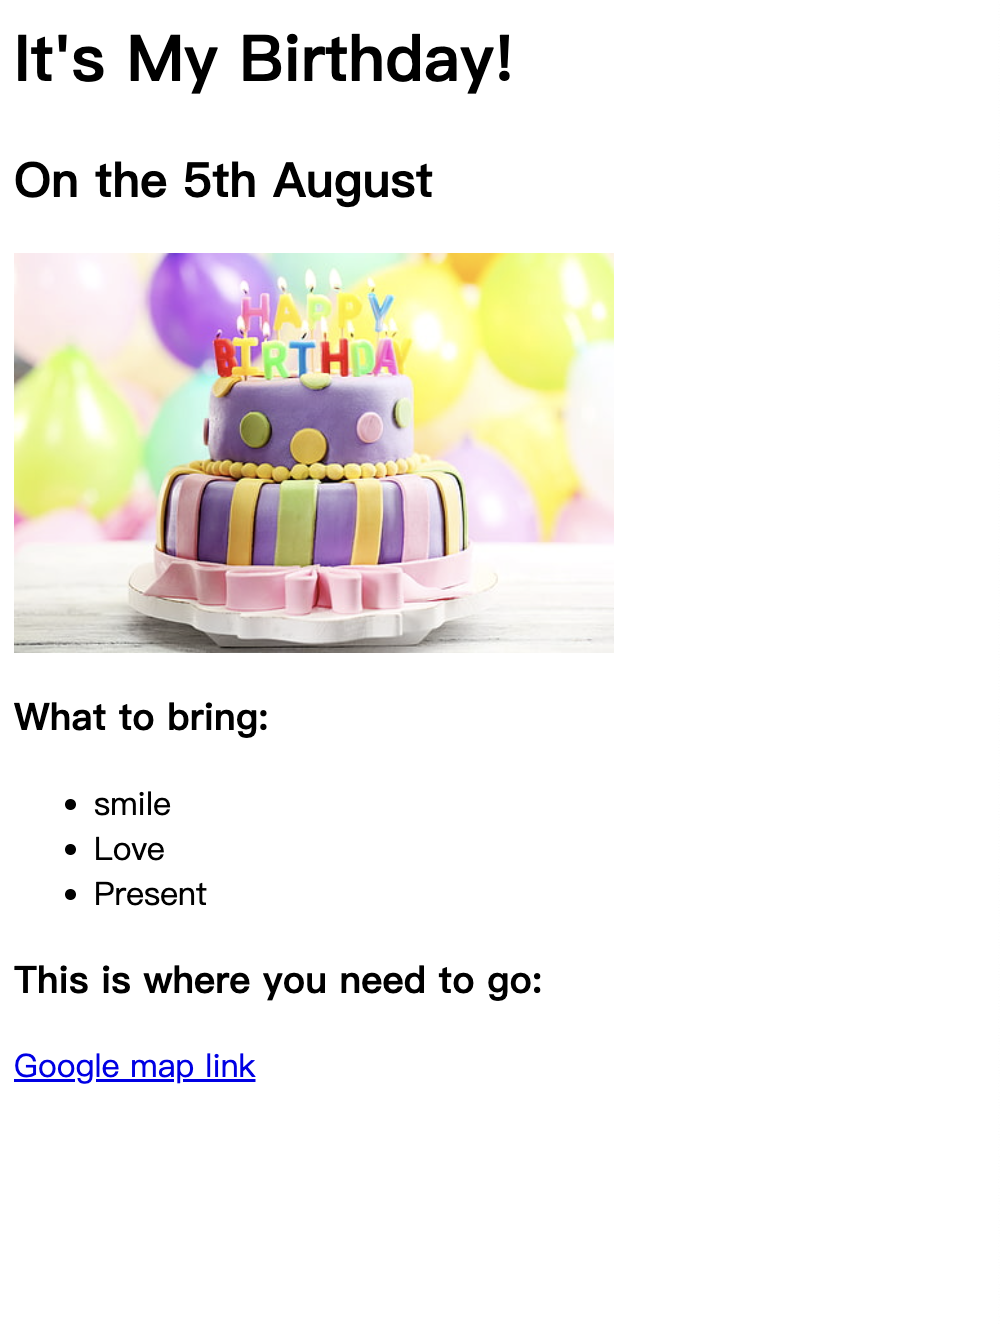 It's My Birthday!
On the 5th August
HAPPY
BIRTHDAY
What to bring:
smile
Love
Present
This is where you need to go:
Google map link